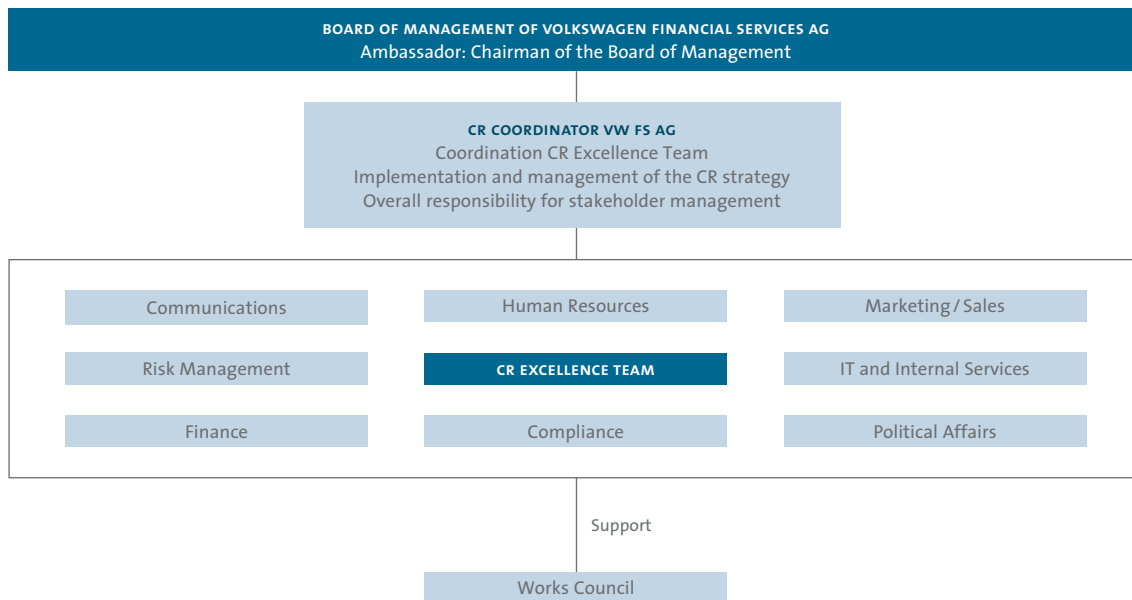 BOARD OF MANAGEMENT OF VOLKSWAGEN FINANCIAL SERVICES AG
Ambassador: Chairman of the Board of Management
CR COORDINATOR VW FS AG
Coordination CR Excellence Team
Implementation and management of the CR strategy
Overall responsibility for stakeholder management
Communications
Human Resources
Marketing / Sales
Risk Management
CR EXCELLENCE TEAM
IT and Internal Services
Finance
Compliance
Political Affairs
Support
Works Council